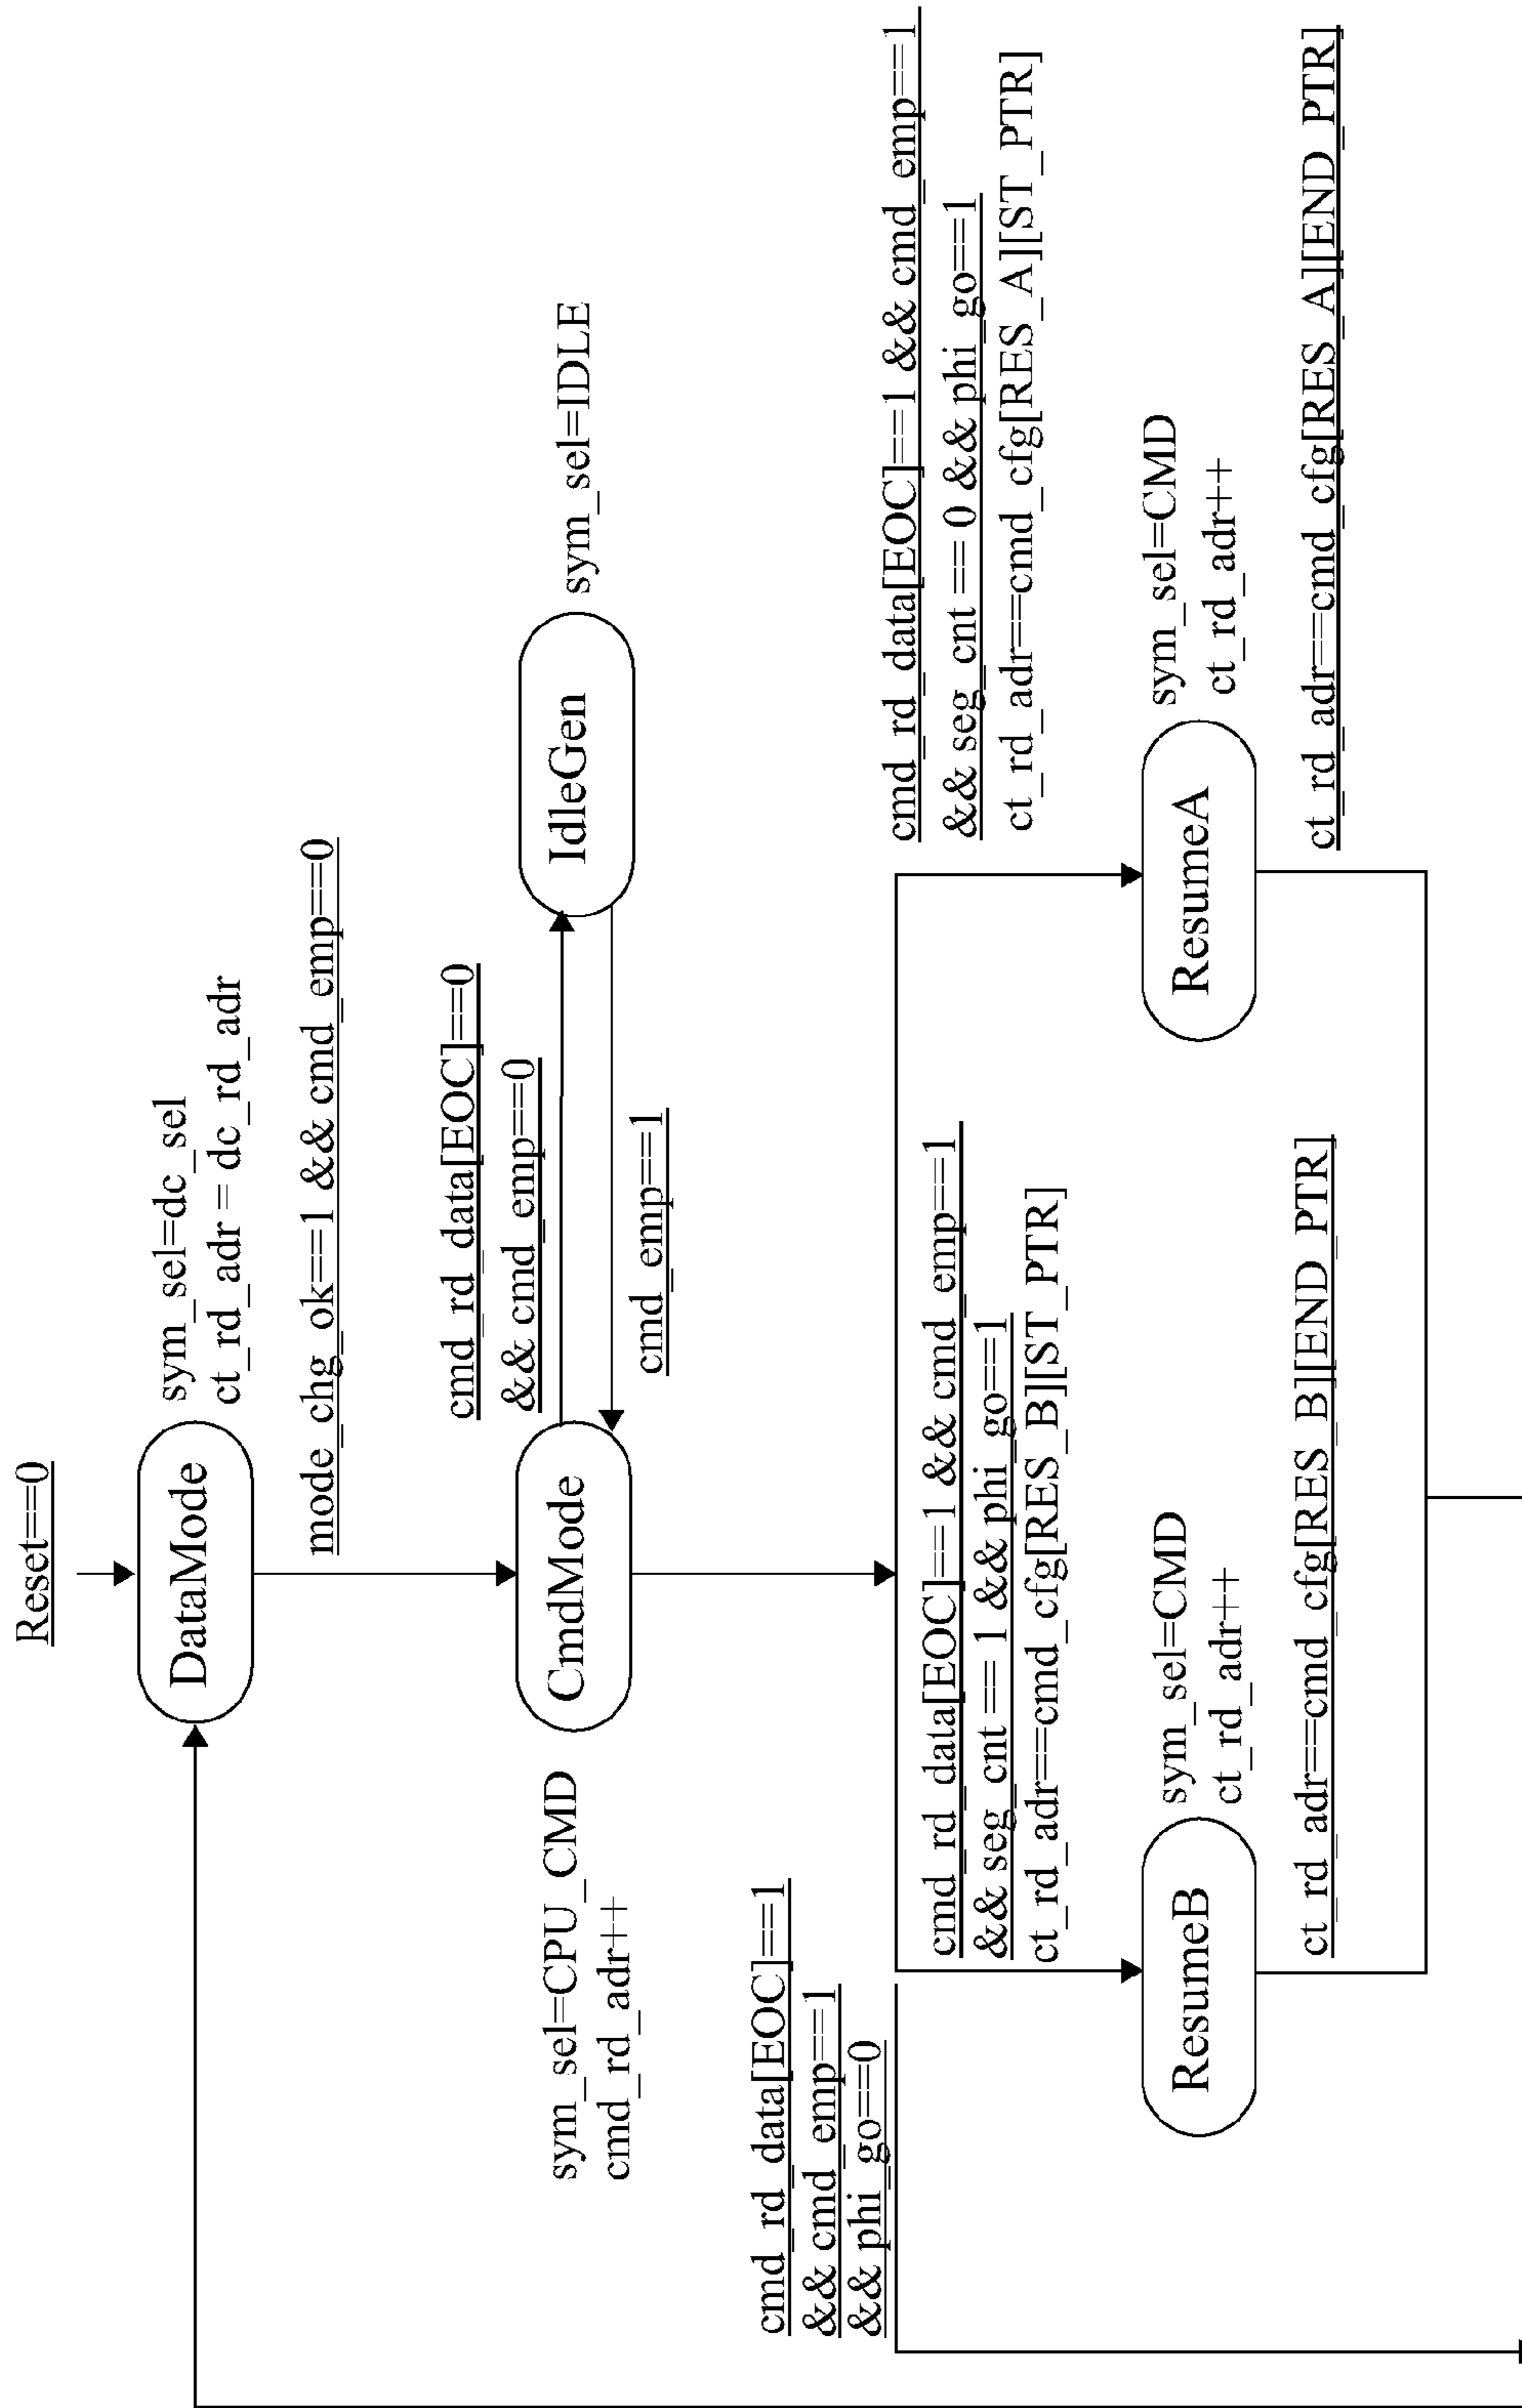 Reset==0
DataMode
sym_sel=dc_sel
ct_rd_adr = dc_rd_adr
mode_chg_ok==1 && cmd_emp==0
cmd_rd_data[EOC]==0
&& cmd_emp==0
sym_sel=CPU_CMD
cmd_rd_adr++
CmdMode
IdleGen
sym_sel=IDLE
cmd_emp==1
cmd_rd_data[EOC]==1
&& cmd_emp==1
&& phi_go==0
cmd_rd_data[EOC]==1 && cmd_emp==1
&& seg_cnt == 1 && phi_go==1
ct_rd_adr==cmd_cfg[RES_B][ST_PTR]
cmd_rd_data[EOC]==1 && cmd_emp==1
&& seg_cnt == 0 && phi_go==1
ct_rd_adr==cmd_cfg[RES_A][ST_PTR]
ResumeB
sym_sel=CMD
ct_rd_adr++
ResumeA
sym_sel=CMD
ct_rd_adr++
ct_rd_adr==cmd_cfg[RES_B][END_PTR]
ct_rd_adr==cmd_cfg[RES_A][END_PTR]